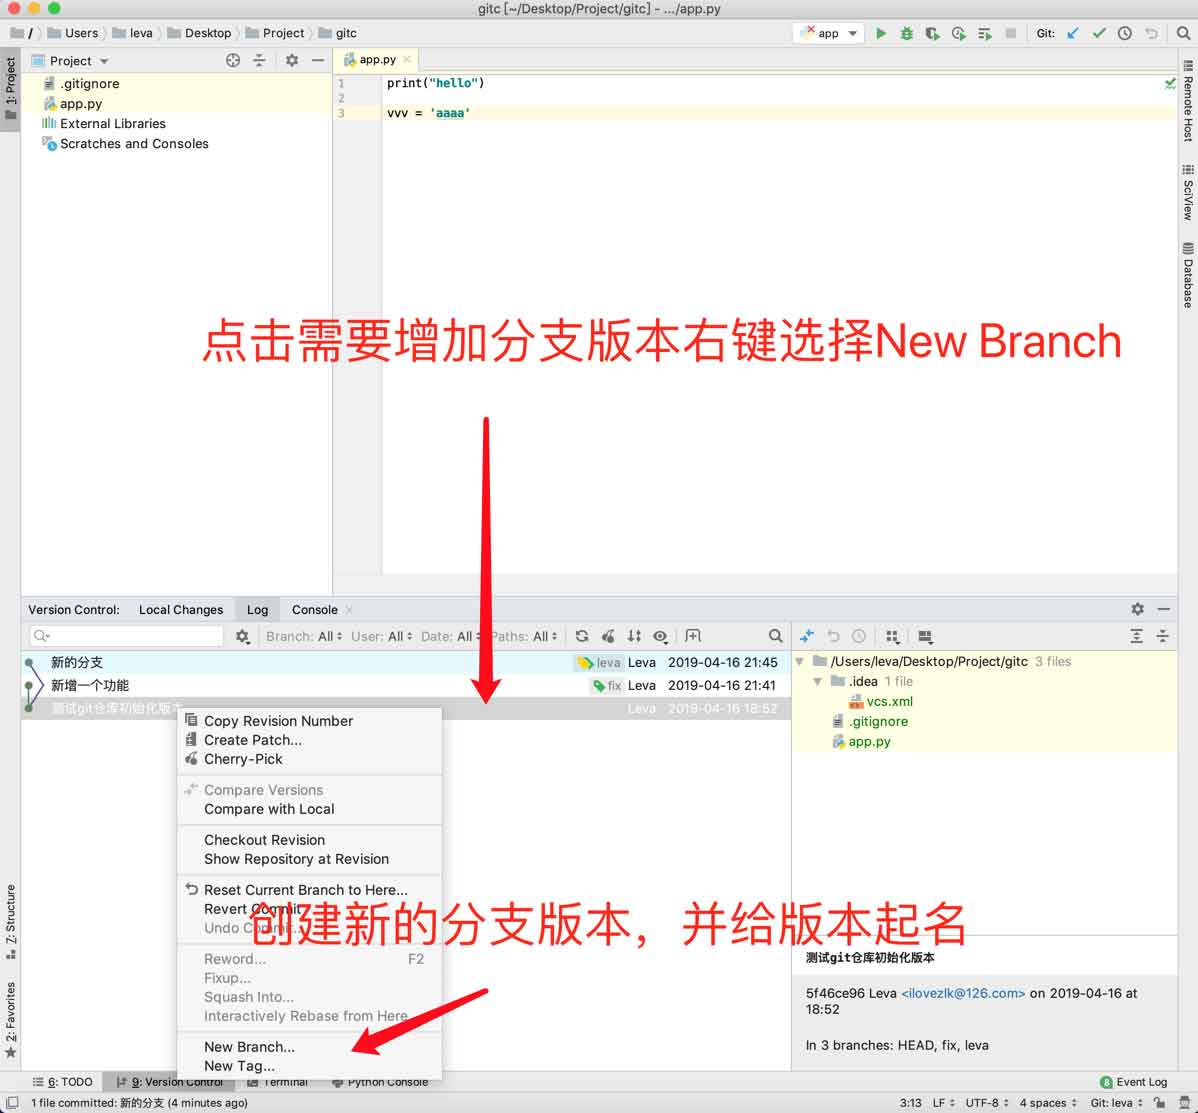 gitc [~/Desktop/Project/gitc] - .../app.py
/ Users leva Desktop Project gitc
app Git:
Project
app.py
1: Project
.gitignore
app.py
External Libraries
Scratches and Consoles
1 print("hello")
2
3 vvv = 'aaaa'
Remote Host
SciView
Database
点击需要增加分支版本右键选择New Branch
Version Control: Local Changes Log Console
Branch: All User: All Date: All Paths: All
新的分支 leva Leva 2019-04-16 21:45
新增一个功能 fix Leva 2019-04-16 21:41
测试git仓库初始化版本 Leva 2019-04-16 18:52
/Users/leva/Desktop/Project/gitc 3 files
.idea 1 file
vcs.xml
.gitignore
app.py
Copy Revision Number
Create Patch...
Cherry-Pick
Compare Versions
Compare with Local
Checkout Revision
Show Repository at Revision
Reset Current Branch to Here...
Revert Commit
Undo Commit...
创建新的分支版本，并给版本起名
Reword... F2
Fixup...
Squash Into...
Interactively Rebase from Here
New Branch...
New Tag...
测试git仓库初始化版本
5f46ce96 Leva <ilovezlk@126.com> on 2019-04-16 at
18:52
In 3 branches: HEAD, fix, leva
Z: Structure
2: Favorites
6: TODO 9: Version Control Terminal Python Console 8 Event Log
1 file committed: 新的分支 (4 minutes ago) 3:13 LF UTF-8 4 spaces Git: leva